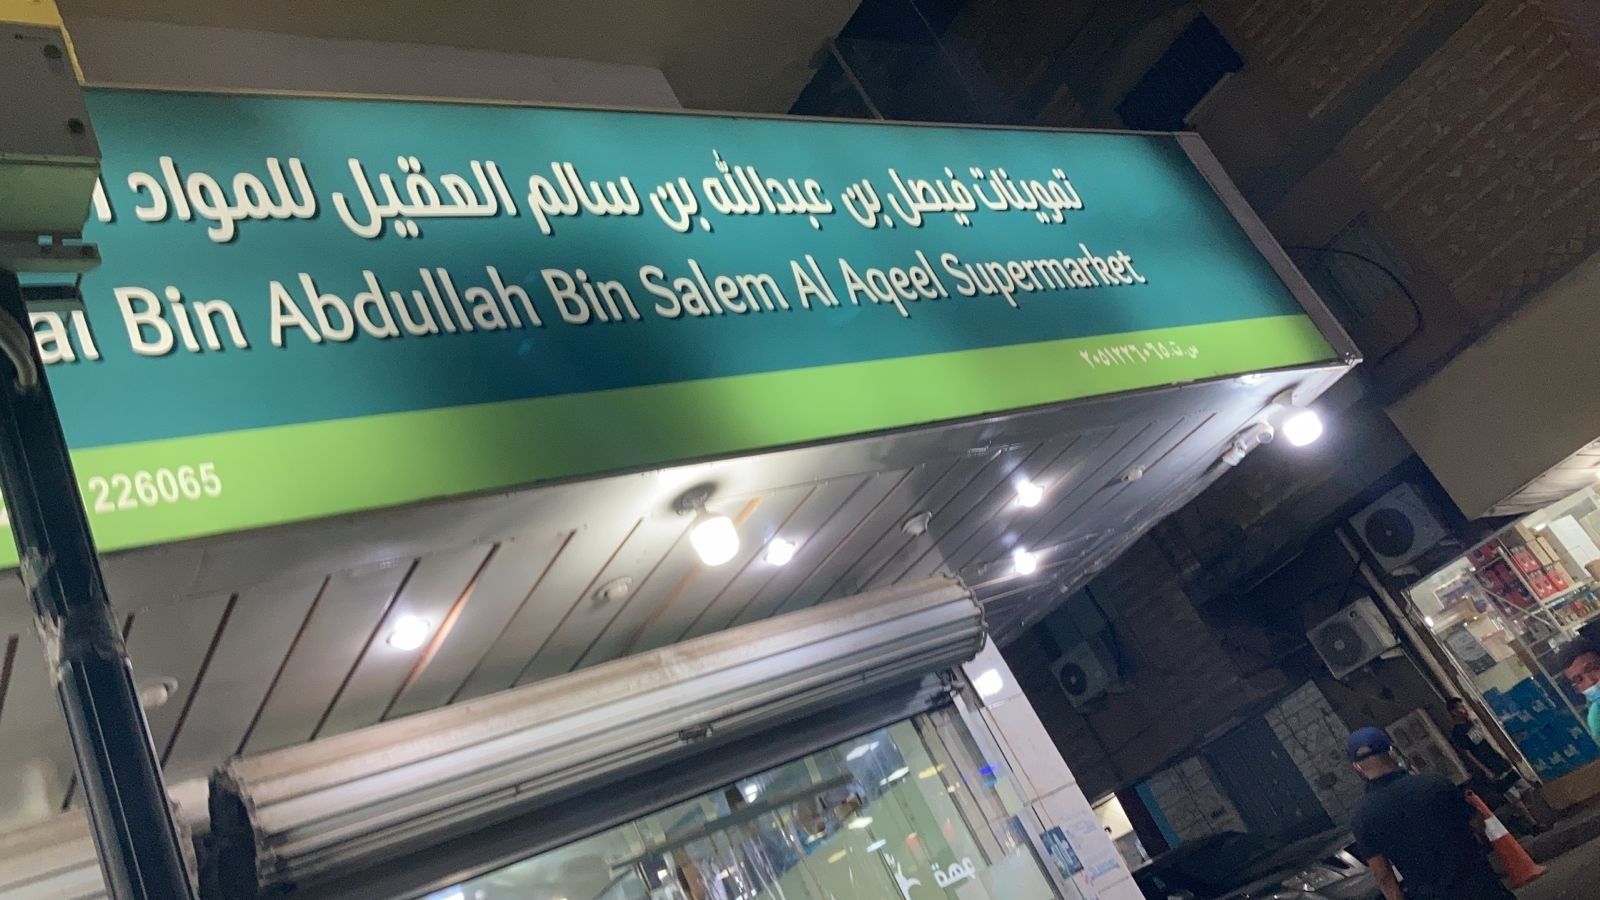 تموينات فيصل بن عبدالله بن سالم العقيل للمواد
Bin Abdullah Bin Salem Al Aqeel Supermarket
س.ت.٢٠٥١٢٢٦٠٦٥
226065